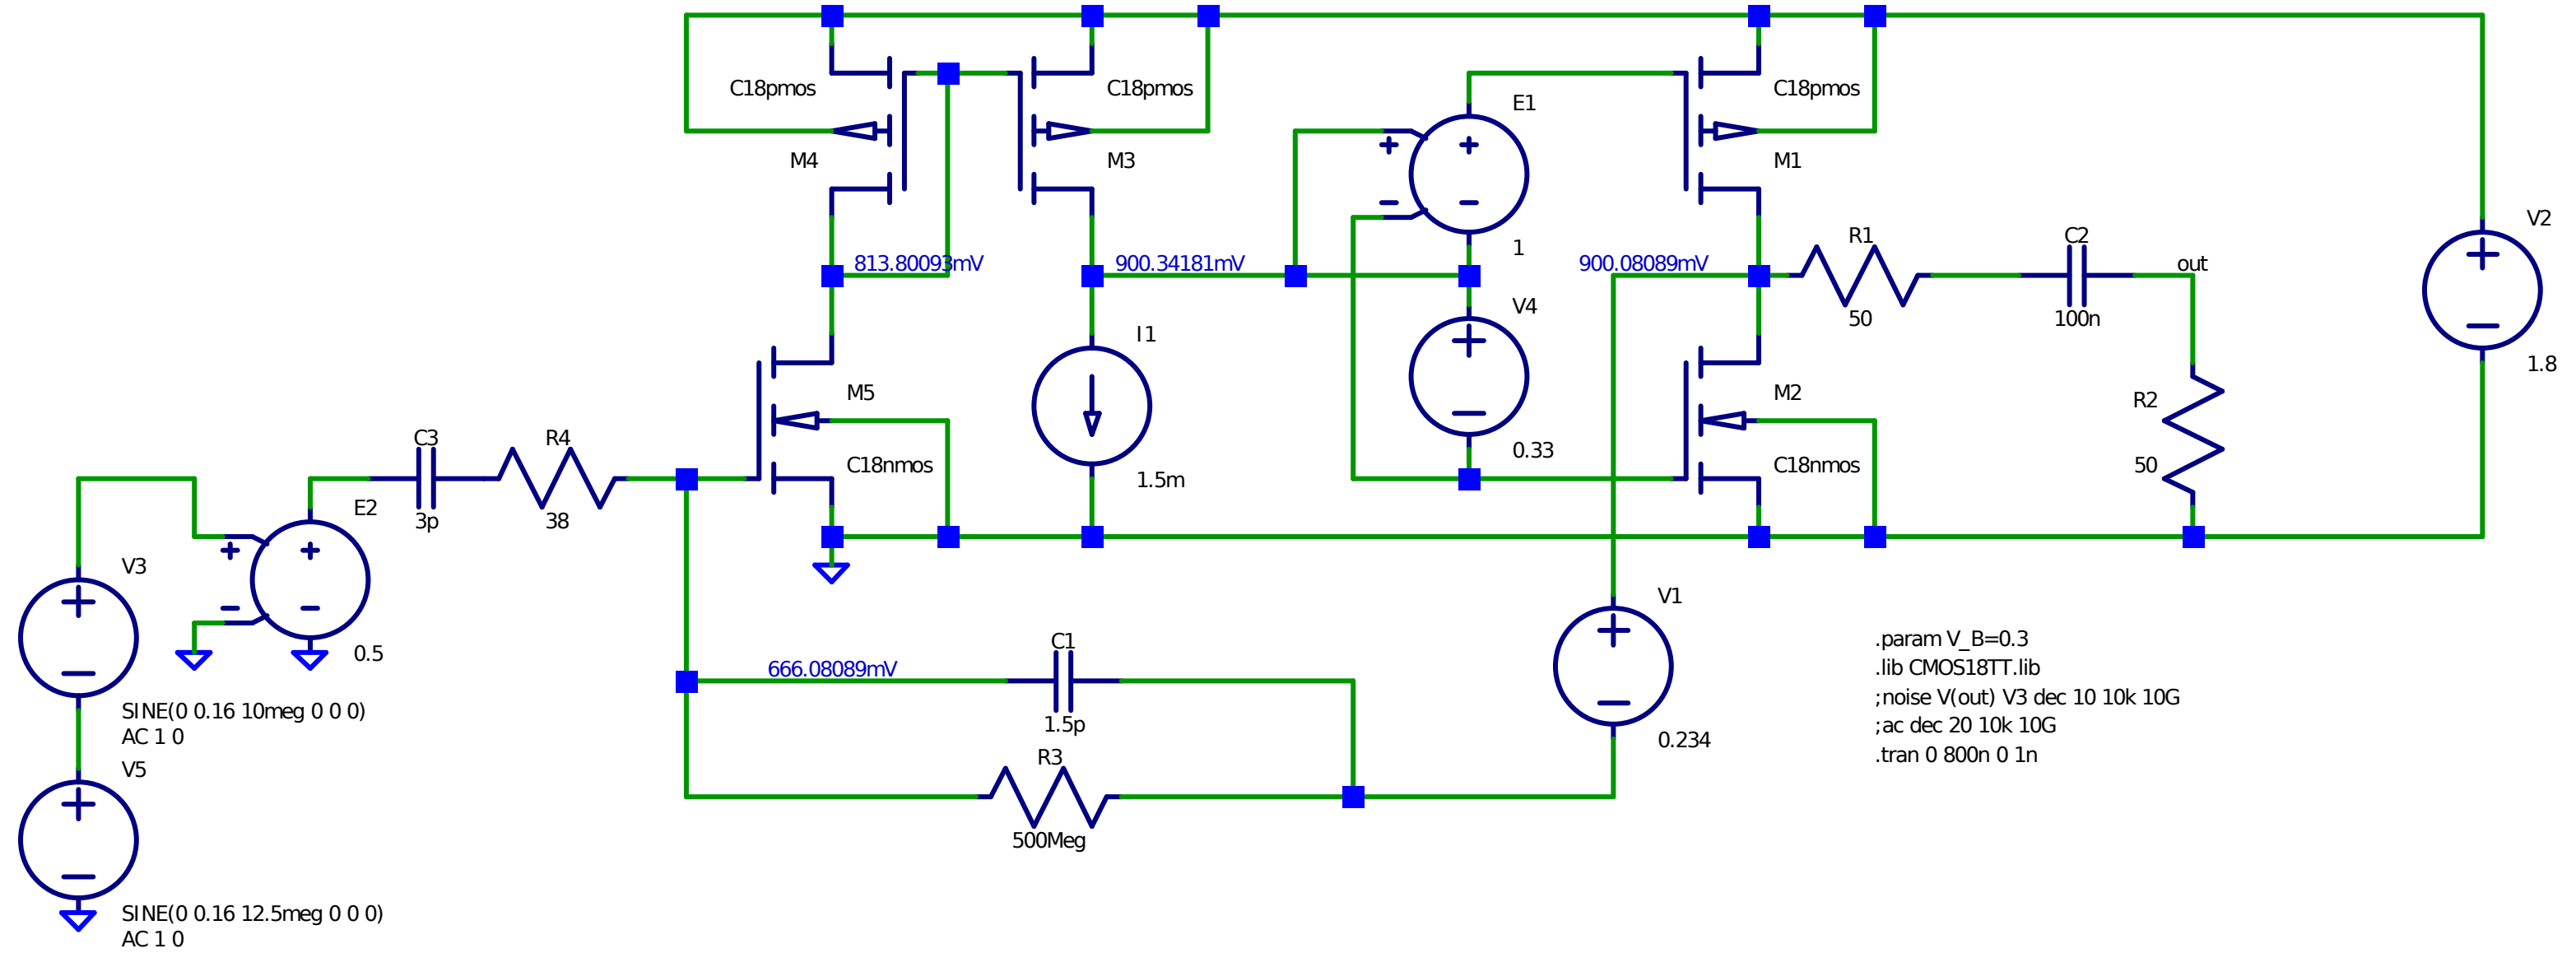 C18pmos
M4
C18pmos
M3
E1
1
C18pmos
M1
813.80093mV
900.34181mV
900.08089mV
R1
50
C2
100n
out
V2
1.8
I1
1.5m
V4
0.33
M5
C18nmos
M2
C18nmos
R2
50
C3
3p
R4
38
E2
0.5
V3
SINE(0 0.16 10meg 0 0 0)
AC 1 0
V5
SINE(0 0.16 12.5meg 0 0 0)
AC 1 0
666.08089mV
C1
1.5p
R3
500Meg
V1
0.234
.param V_B=0.3
.lib CMOS18TT.lib
;noise V(out) V3 dec 10 10k 10G
;ac dec 20 10k 10G
.tran 0 800n 0 1n